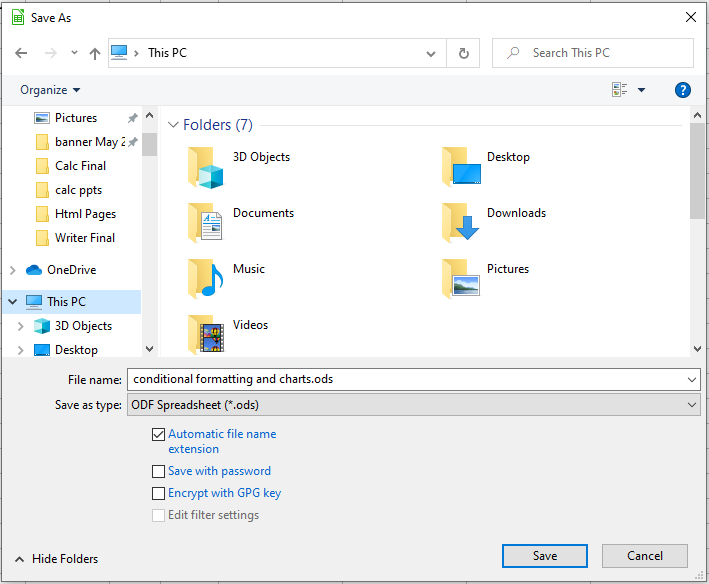 Save As
This PC
Search This PC
Organize
?
Pictures
banner May 2
Calc Final
calc ppts
Html Pages
Writer Final
OneDrive
This PC
3D Objects
Desktop
Folders (7)
3D Objects
Desktop
Documents
Downloads
Music
Pictures
Videos
File name: conditional formatting and charts.ods
Save as type: ODF Spreadsheet (*.ods)
Automatic file name
extension
Save with password
Encrypt with GPG key
Edit filter settings
Hide Folders
Save
Cancel